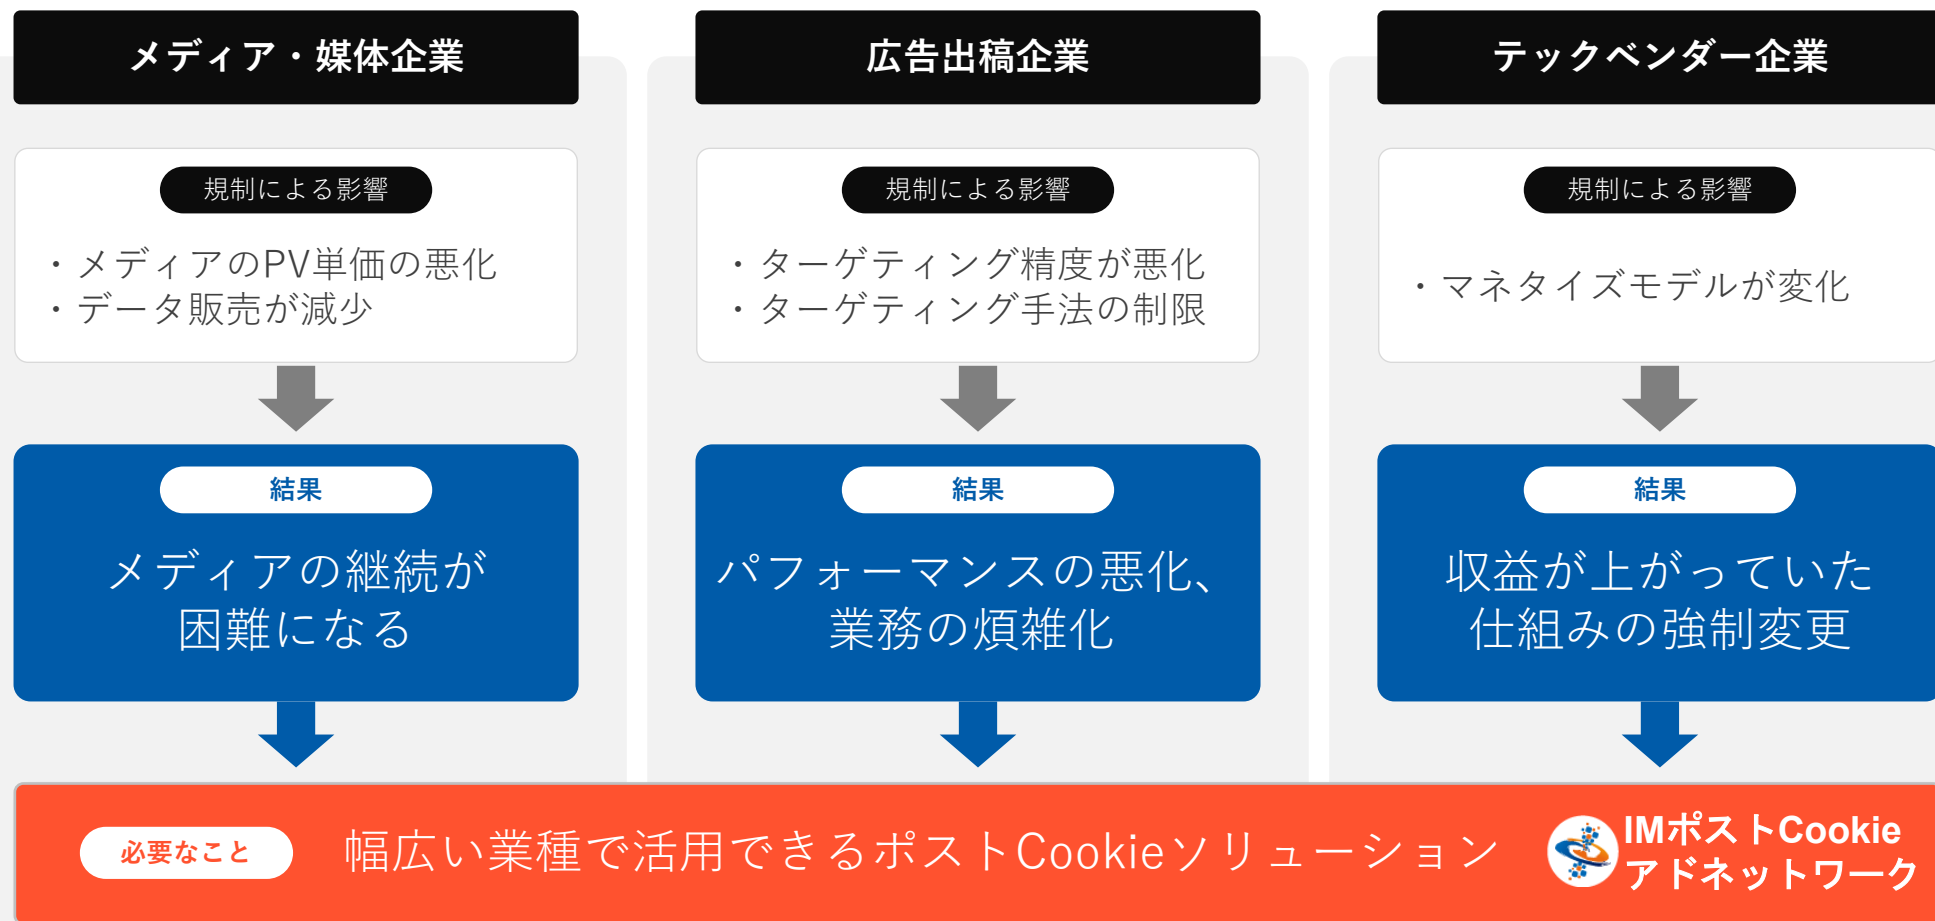 メディア・媒体企業
規制による影響
・メディアのPV単価の悪化
・データ販売が減少
結果
メディアの継続が
困難になる
広告出稿企業
規制による影響
・ターゲティング精度が悪化
・ターゲティング手法の制限
結果
パフォーマンスの悪化、
業務の煩雑化
テックベンダー企業
規制による影響
・マネタイズモデルが変化
結果
収益が上がっていた
仕組みの強制変更
必要なこと
幅広い業種で活用できるポストCookieソリューション
IMポストCookie
アドネットワーク